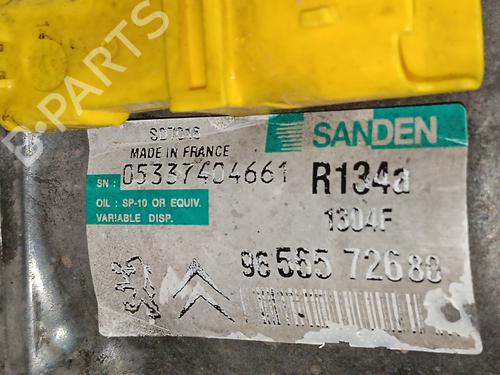 SD7C16
SANDEN
MADE IN FRANCE
SN : 05337404661
R134a
OIL : SP-10 OR EQUIV.
VARIABLE DISP.
1304F
96 565 726 80
B-PARTS